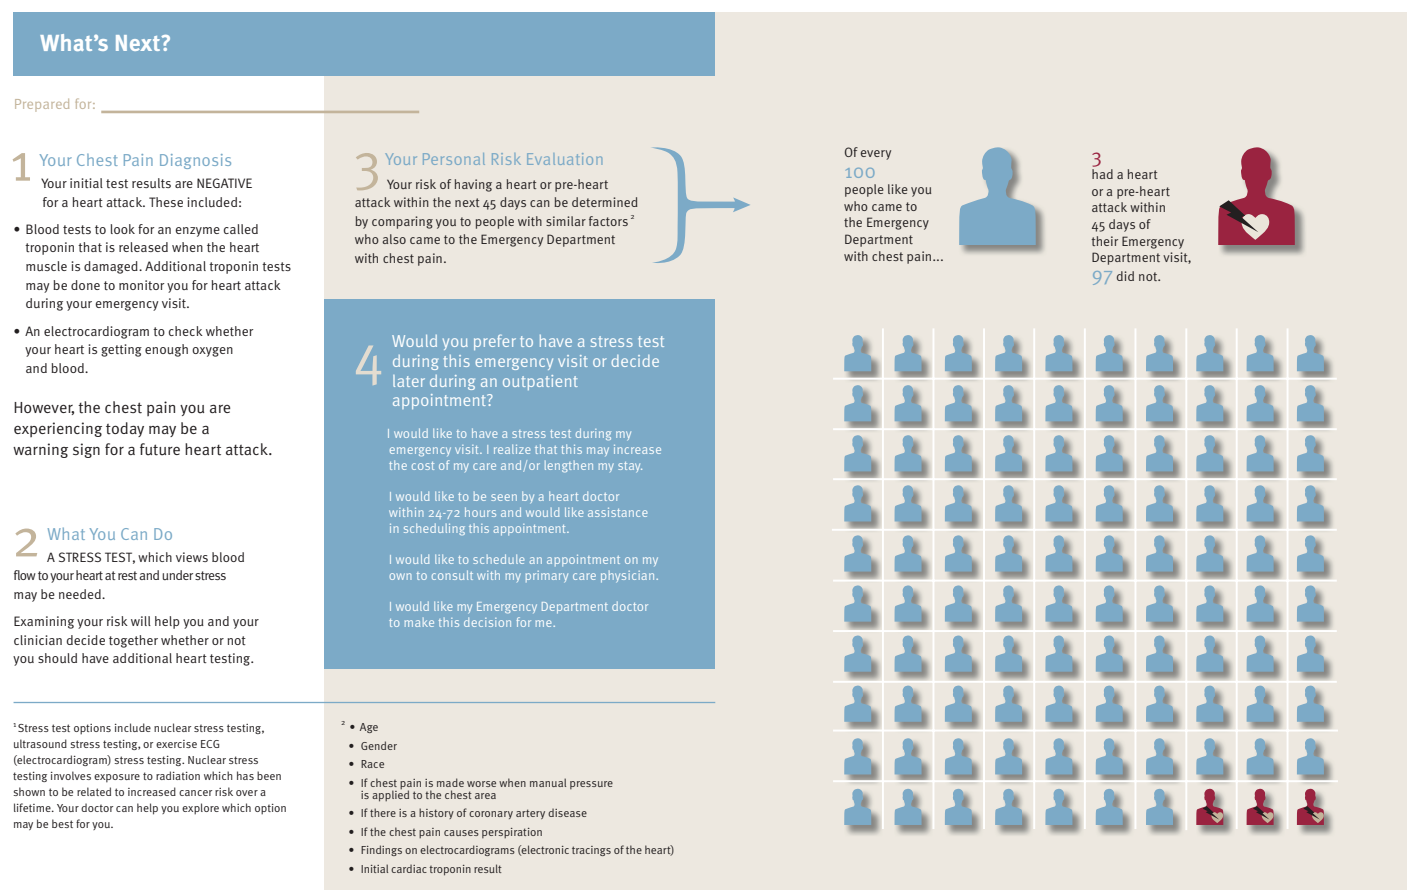 What's Next?
Prepared for:
1 Your Chest Pain Diagnosis
Your initial test results are NEGATIVE
for a heart attack. These included:
• Blood tests to look for an enzyme called
troponin that is released when the heart
muscle is damaged. Additional troponin tests
may be done to monitor you for heart attack
during your emergency visit.
• An electrocardiogram to check whether
your heart is getting enough oxygen
and blood.
However, the chest pain you are
experiencing today may be a
warning sign for a future heart attack.
2 What You Can Do
A STRESS TEST, which views blood
flow to your heart at rest and under stress
may be needed.
Examining your risk will help you and your
clinician decide together whether or not
you should have additional heart testing.
¹ Stress test options include nuclear stress testing,
ultrasound stress testing, or exercise ECG
(electrocardiogram) stress testing. Nuclear stress
testing involves exposure to radiation which has been
shown to be related to increased cancer risk over a
lifetime. Your doctor can help you explore which option
may be best for you.
3 Your Personal Risk Evaluation
Your risk of having a heart or pre-heart
attack within the next 45 days can be determined
by comparing you to people with similar factors ²
who also came to the Emergency Department
with chest pain.
4 Would you prefer to have a stress test
during this emergency visit or decide
later during an outpatient
appointment?
I would like to have a stress test during my
emergency visit. I realize that this may increase
the cost of my care and/or lengthen my stay.
I would like to be seen by a heart doctor
within 24-72 hours and would like assistance
in scheduling this appointment.
I would like to schedule an appointment on my
own to consult with my primary care physician.
I would like my Emergency Department doctor
to make this decision for me.
² • Age
• Gender
• Race
• If chest pain is made worse when manual pressure
is applied to the chest area
• If there is a history of coronary artery disease
• If the chest pain causes perspiration
• Findings on electrocardiograms (electronic tracings of the heart)
• Initial cardiac troponin result
Of every
100
people like you
who came to
the Emergency
Department
with chest pain...
3
had a heart
or a pre-heart
attack within
45 days of
their Emergency
Department visit,
97 did not.